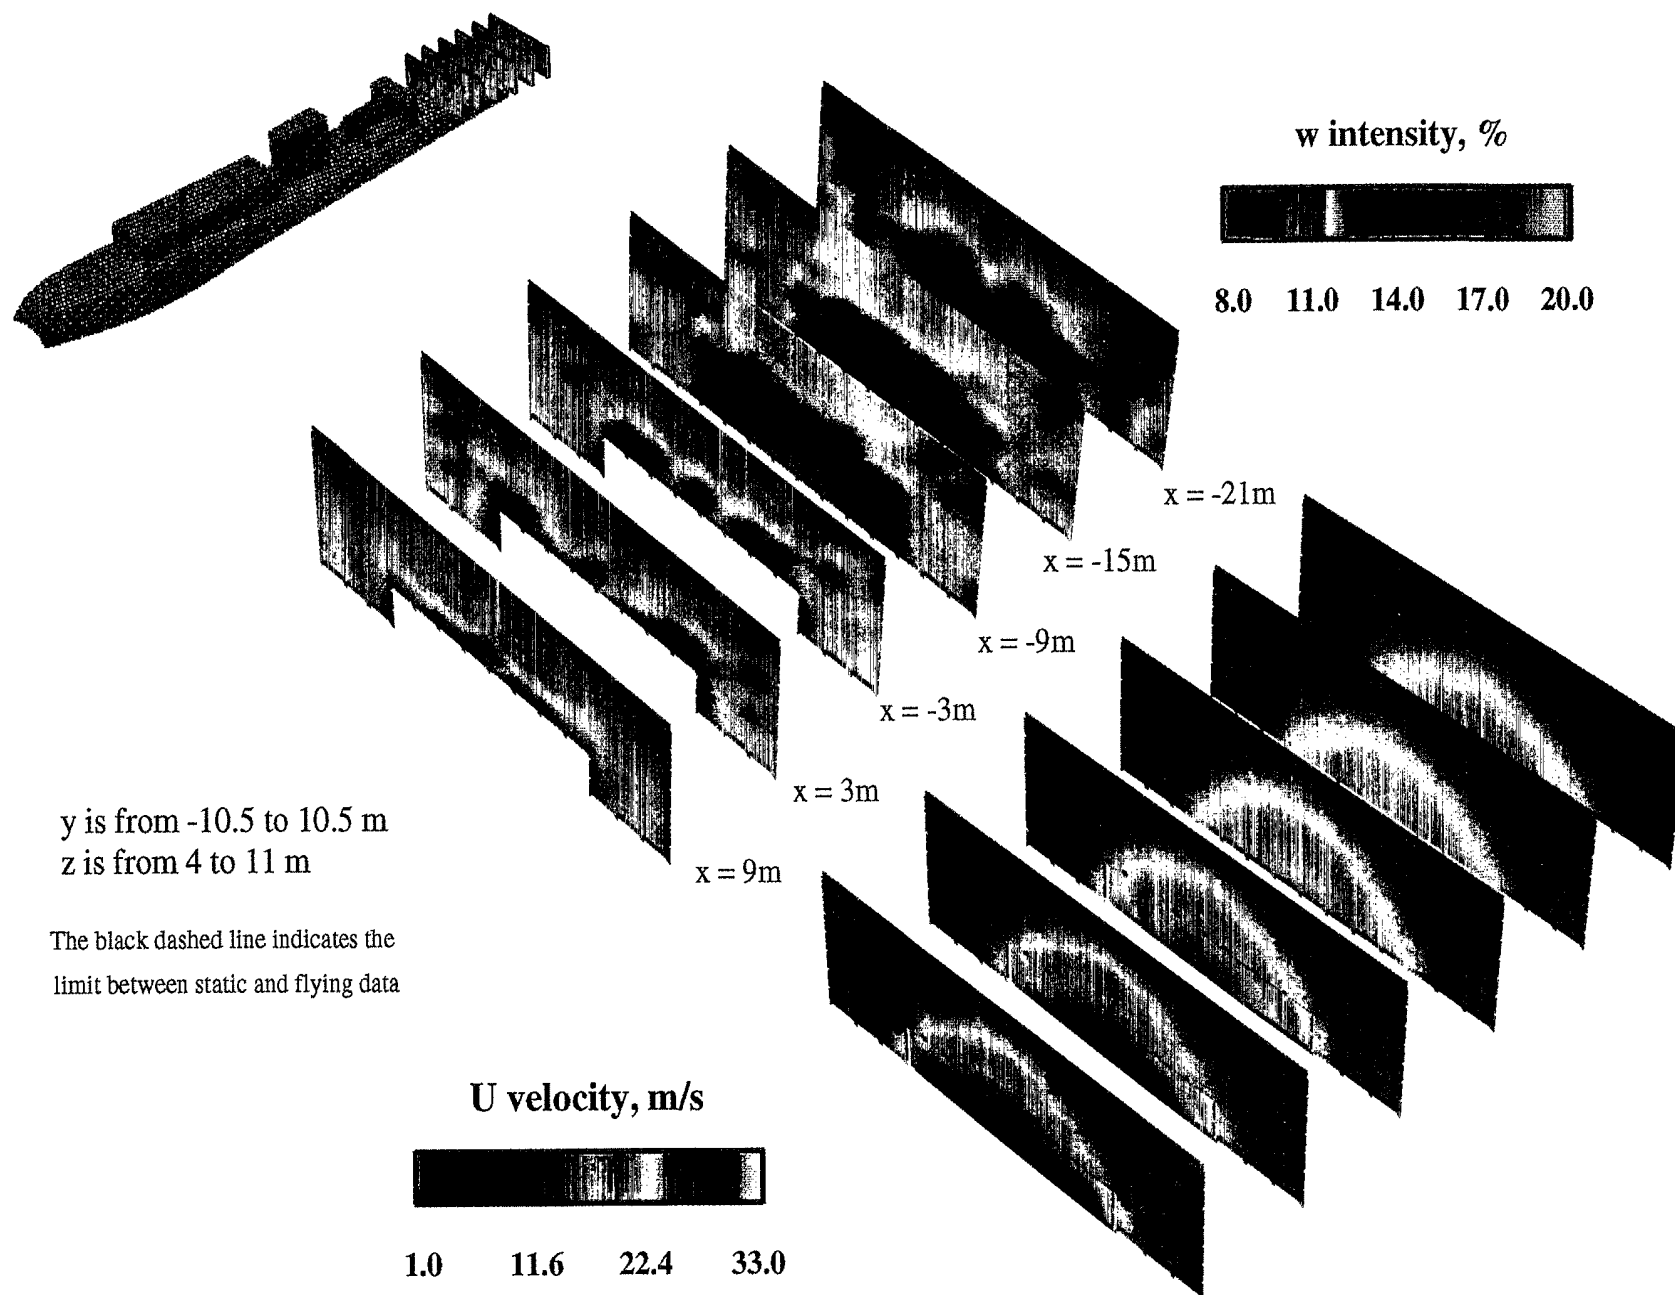 w intensity, %
8.0 11.0 14.0 17.0 20.0
x = -21m
x = -15m
x = -9m
x = -3m
x = 3m
x = 9m
y is from -10.5 to 10.5 m
z is from 4 to 11 m
The black dashed line indicates the
limit between static and flying data
U velocity, m/s
1.0 11.6 22.4 33.0